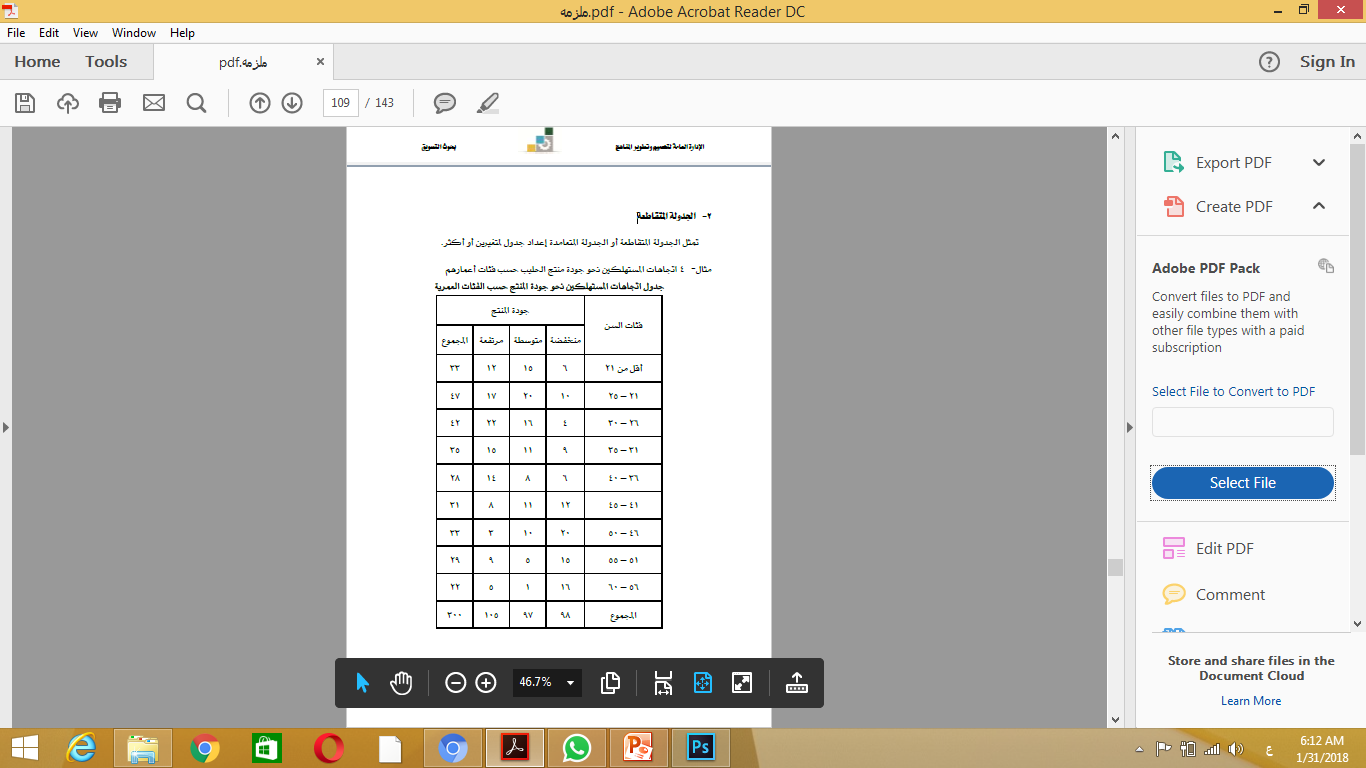 ملزمه.pdf - Adobe Acrobat Reader DC
File Edit View Window Help
Home Tools ملزمه.pdf Sign In
109 / 143
الإدارة العامة لتصميم وتطوير المناهج بحوث التسويق
٢- الجدولة المتقاطعة
تمثل الجدولة المتقاطعة أو الجدولة المتعامدة إعداد جدول لمتغيرين أو أكثر.
مثال- ٤ اتجاهات المستهلكين نحو جودة منتج الحليب حسب فئات أعمارهم
جدول اتجاهات المستهلكين نحو جودة المنتج حسب الفئات العمرية
فئات السن جودة المنتج
منخفضة متوسطة مرتفعة المجموع
أقل من ٢١ ٦ ١٥ ١٢ ٣٣
٢١ – ٢٥ ١٠ ٢٠ ١٧ ٤٧
٢٦ – ٣٠ ٤ ١٦ ٢٢ ٤٢
٣١ – ٣٥ ٩ ١١ ١٥ ٣٥
٣٦ – ٤٠ ٦ ٨ ١٤ ٢٨
٤١ – ٤٥ ١٢ ١١ ٨ ٣١
٤٦ – ٥٠ ٢٠ ١٠ ٣ ٣٣
٥١ – ٥٥ ١٥ ٥ ٩ ٢٩
٥٦ – ٦٠ ١٦ ١ ٥ ٢٢
المجموع ٩٨ ٩٧ ١٠٥ ٣٠٠
46.7%
Export PDF
Create PDF
Adobe PDF Pack
Convert files to PDF and
easily combine them with
other file types with a paid
subscription
Select File to Convert to PDF
Select File
Edit PDF
Comment
Store and share files in the
Document Cloud
Learn More
ع
6:12 AM
1/31/2018